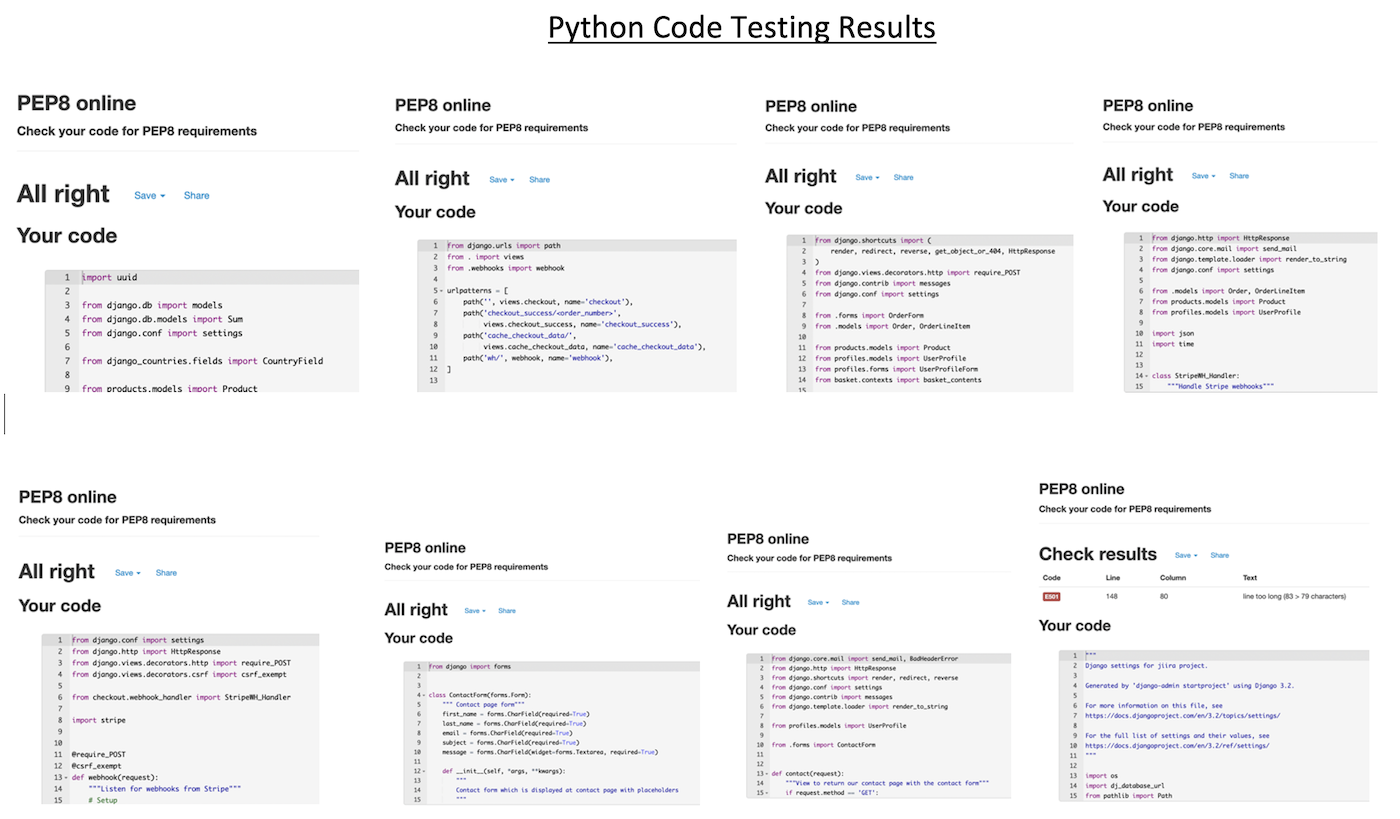 Python Code Testing Results
PEP8 online
Check your code for PEP8 requirements
All right Save Share
Your code
1 import uuid
2
3 from django.db import models
4 from django.db.models import Sum
5 from django.conf import settings
6
7 from django_countries.fields import CountryField
8
9 from products.models import Product
PEP8 online
Check your code for PEP8 requirements
All right Save Share
Your code
1 from django.urls import path
2 from . import views
3 from .webhooks import webhook
4
5 urlpatterns = [
6 path('', views.checkout, name='checkout'),
7 path('checkout_success/<order_number>',
8 views.checkout_success, name='checkout_success'),
9 path('cache_checkout_data/',
10 views.cache_checkout_data, name='cache_checkout_data'),
11 path('wh/', webhook, name='webhook'),
12 ]
13
PEP8 online
Check your code for PEP8 requirements
All right Save Share
Your code
1 from django.shortcuts import (
2 render, redirect, reverse, get_object_or_404, HttpResponse
3 )
4 from django.views.decorators.http import require_POST
5 from django.contrib import messages
6 from django.conf import settings
7
8 from .forms import OrderForm
9 from .models import Order, OrderLineItem
10
11 from products.models import Product
12 from profiles.models import UserProfile
13 from profiles.forms import UserProfileForm
14 from basket.contexts import basket_contents
15
PEP8 online
Check your code for PEP8 requirements
All right Save Share
Your code
1 from django.http import HttpResponse
2 from django.core.mail import send_mail
3 from django.template.loader import render_to_string
4 from django.conf import settings
5
6 from .models import Order, OrderLineItem
7 from products.models import Product
8 from profiles.models import UserProfile
9
10 import json
11 import time
12
13
14 class StripeWH_Handler:
15 """Handle Stripe webhooks"""
PEP8 online
Check your code for PEP8 requirements
All right Save Share
Your code
1 from django.conf import settings
2 from django.http import HttpResponse
3 from django.views.decorators.http import require_POST
4 from django.views.decorators.csrf import csrf_exempt
5
6 from checkout.webhook_handler import StripeWH_Handler
7
8 import stripe
9
10
11 @require_POST
12 @csrf_exempt
13 def webhook(request):
14 """Listen for webhooks from Stripe"""
15 # Setup
PEP8 online
Check your code for PEP8 requirements
All right Save Share
Your code
1 from django import forms
2
3
4 class ContactForm(forms.Form):
5 """ Contact page form"""
6 first_name = forms.CharField(required=True)
7 last_name = forms.CharField(required=True)
8 email = forms.CharField(required=True)
9 subject = forms.CharField(required=True)
10 message = forms.CharField(widget=forms.Textarea, required=True)
11
12 def __init__(self, *args, **kwargs):
13 """
14 Contact form which is displayed at contact page with placeholders
15 """
PEP8 online
Check your code for PEP8 requirements
All right Save Share
Your code
1 from django.core.mail import send_mail, BadHeaderError
2 from django.http import HttpResponse
3 from django.shortcuts import render, redirect, reverse
4 from django.conf import settings
5 from django.contrib import messages
6 from django.template.loader import render_to_string
7
8 from profiles.models import UserProfile
9
10 from .forms import ContactForm
11
12
13 def contact(request):
14 """View to return our contact page with the contact form"""
15 if request.method == 'GET':
PEP8 online
Check your code for PEP8 requirements
Check results Save Share
Code Line Column Text
E501 148 80 line too long (83 > 79 characters)
Your code
1 """
2 Django settings for jiira project.
3
4 Generated by 'django-admin startproject' using Django 3.2.
5
6 For more information on this file, see
7 https://docs.djangoproject.com/en/3.2/topics/settings/
8
9 For the full list of settings and their values, see
10 https://docs.djangoproject.com/en/3.2/ref/settings/
11 """
12
13 import os
14 import dj_database_url
15 from pathlib import Path